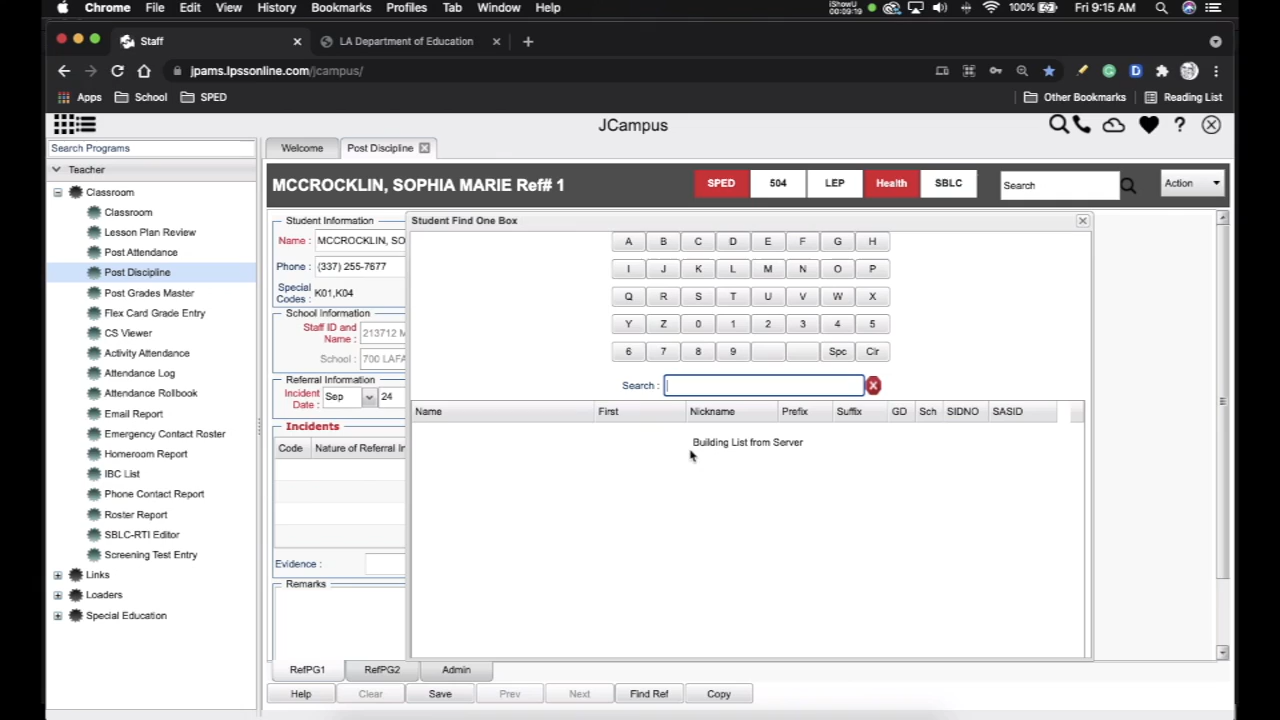 Chrome File Edit View History Bookmarks Profiles Tab Window Help iShowU 00:09:19 100% Fri 9:15 AM
Staff LA Department of Education
jpams.lpssonline.com/jcampus/
Apps School SPED Other Bookmarks Reading List
JCampus
Search Programs
Welcome Post Discipline
Teacher
Classroom
Classroom
Lesson Plan Review
Post Attendance
Post Discipline
Post Grades Master
Flex Card Grade Entry
CS Viewer
Activity Attendance
Attendance Log
Attendance Rollbook
Email Report
Emergency Contact Roster
Homeroom Report
IBC List
Phone Contact Report
Roster Report
SBLC-RTI Editor
Screening Test Entry
Links
Loaders
Special Education
MCCROCKLIN, SOPHIA MARIE Ref# 1 SPED 504 LEP Health SBLC Search Action
Student Information
Name : MCCROCKLIN, SO
Phone : (337) 255-7677
Special Codes : K01,K04
School Information
Staff ID and Name : 213712 M
School : 700 LAFA
Referral Information
Incident Date : Sep 24
Incidents
Code Nature of Referral Ir
Evidence :
Remarks
Student Find One Box
A B C D E F G H
I J K L M N O P
Q R S T U V W X
Y Z 0 1 2 3 4 5
6 7 8 9 Spc Clr
Search :
Name First Nickname Prefix Suffix GD Sch SIDNO SASID
Building List from Server
RefPG1 RefPG2 Admin
Help Clear Save Prev Next Find Ref Copy